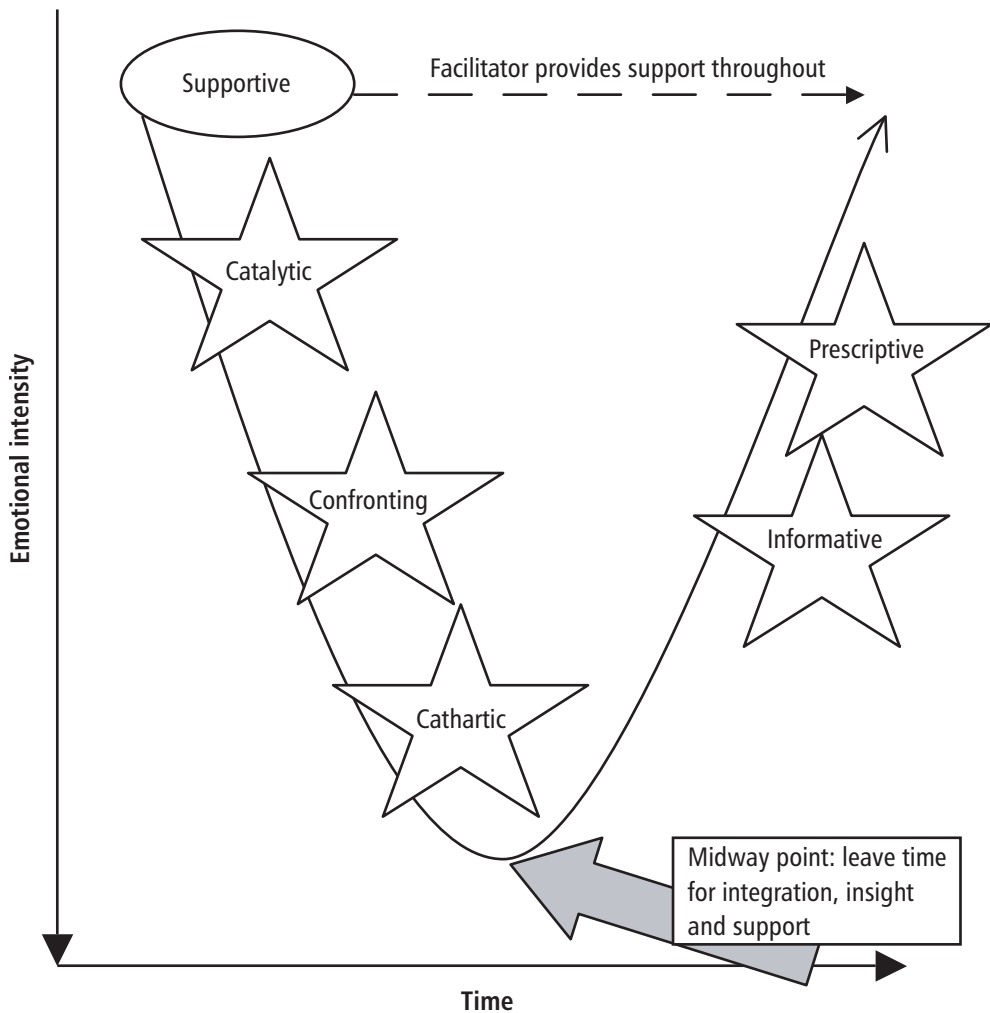 Supportive
Facilitator provides support throughout
Catalytic
Prescriptive
Confronting
Informative
Cathartic
Emotional intensity
Midway point: leave time
for integration, insight
and support
Time